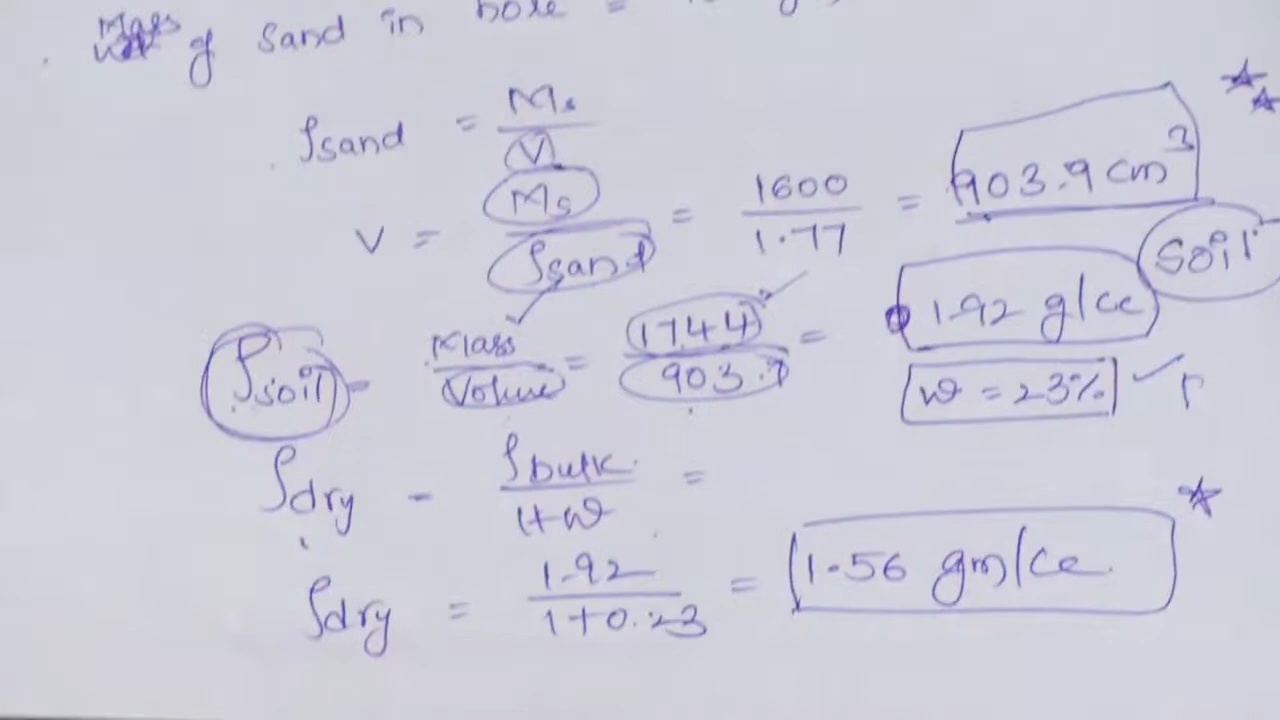 Mass of sand in hole =
ρsand = Ms / V
V = Ms / ρsand = 1600 / 1.77 = 903.9 cm³
ρsoil = Mass / Volume = 1744 / 903.9 = 1.92 g/cc soil
w = 23%
ρdry = ρbulk / 1+w =
ρdry = 1.92 / 1+0.23 = 1.56 gm/cc